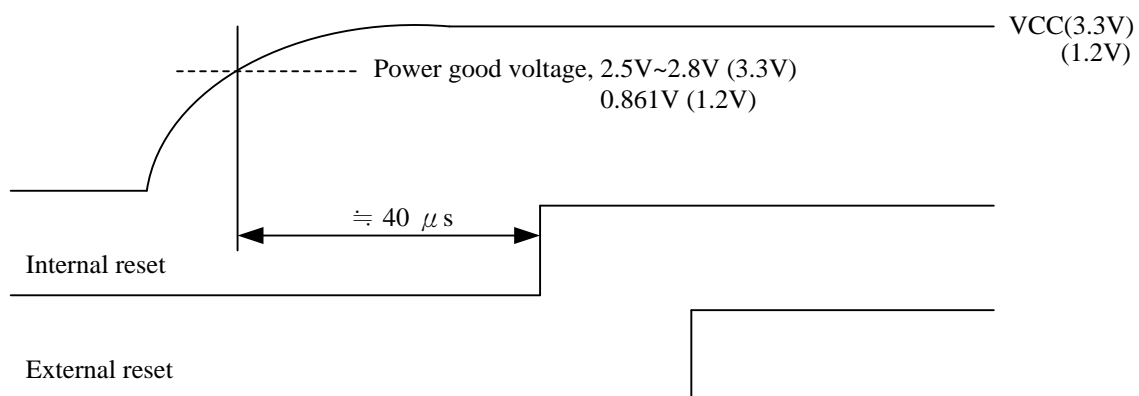 VCC(3.3V)
(1.2V)
Power good voltage, 2.5V~2.8V (3.3V)
0.861V (1.2V)
≒ 40 μs
Internal reset
External reset